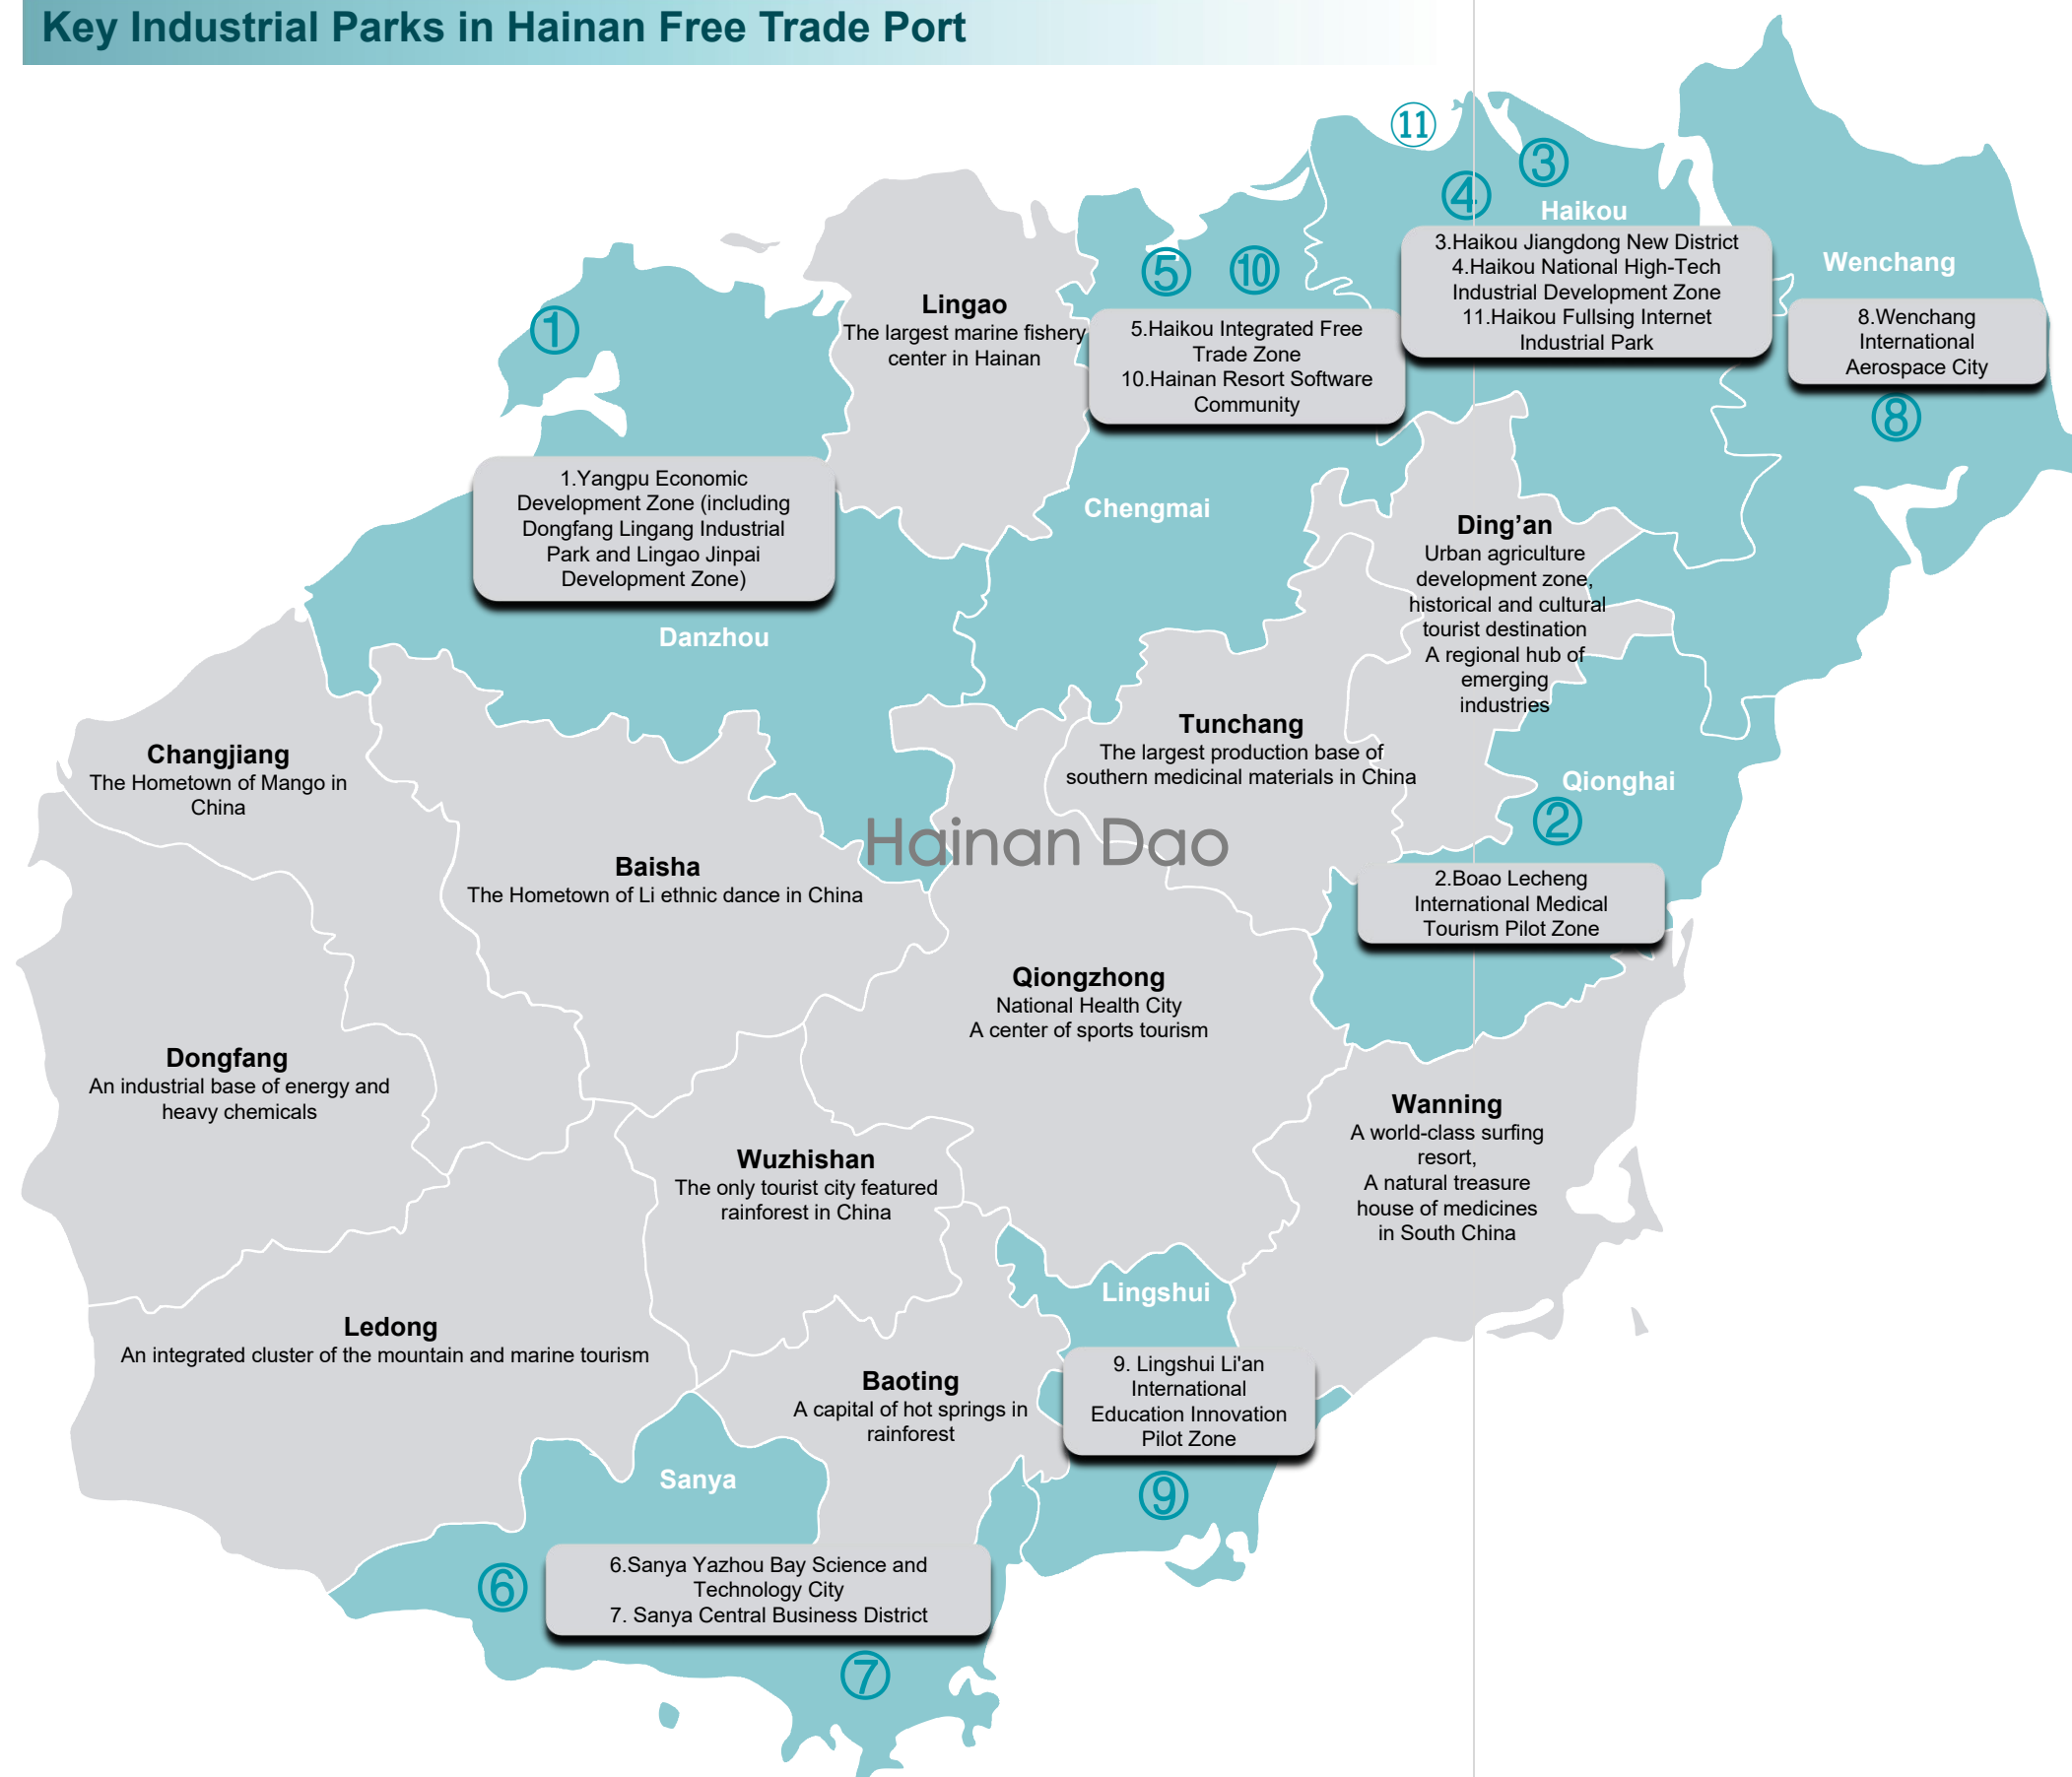 Key Industrial Parks in Hainan Free Trade Port
⑪
③
④
Haikou
3.Haikou Jiangdong New District
4.Haikou National High-Tech
Industrial Development Zone
11.Haikou Fullsing Internet
Industrial Park
Wenchang
8.Wenchang
International
Aerospace City
⑧
⑤ ⑩
5.Haikou Integrated Free
Trade Zone
10.Hainan Resort Software
Community
Lingao
The largest marine fishery
center in Hainan
①
1.Yangpu Economic
Development Zone (including
Dongfang Lingang Industrial
Park and Lingao Jinpai
Development Zone)
Danzhou
Chengmai
Ding’an
Urban agriculture
development zone,
historical and cultural
tourist destination
A regional hub of
emerging
industries
Tunchang
The largest production base of
southern medicinal materials in China
Qionghai
②
2.Boao Lecheng
International Medical
Tourism Pilot Zone
Changjiang
The Hometown of Mango in
China
Hainan Dao
Baisha
The Hometown of Li ethnic dance in China
Qiongzhong
National Health City
A center of sports tourism
Dongfang
An industrial base of energy and
heavy chemicals
Wanning
A world-class surfing
resort,
A natural treasure
house of medicines
in South China
Wuzhishan
The only tourist city featured
rainforest in China
Lingshui
9. Lingshui Li'an
International
Education Innovation
Pilot Zone
⑨
Ledong
An integrated cluster of the mountain and marine tourism
Baoting
A capital of hot springs in
rainforest
Sanya
⑥
6.Sanya Yazhou Bay Science and
Technology City
7. Sanya Central Business District
⑦